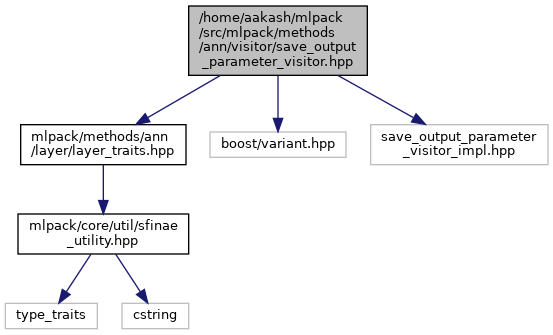 /home/aakash/mlpack
/src/mlpack/methods
/ann/visitor/save_output
_parameter_visitor.hpp
mlpack/methods/ann
/layer/layer_traits.hpp
boost/variant.hpp
save_output_parameter
_visitor_impl.hpp
mlpack/core/util/sfinae
_utility.hpp
type_traits
cstring